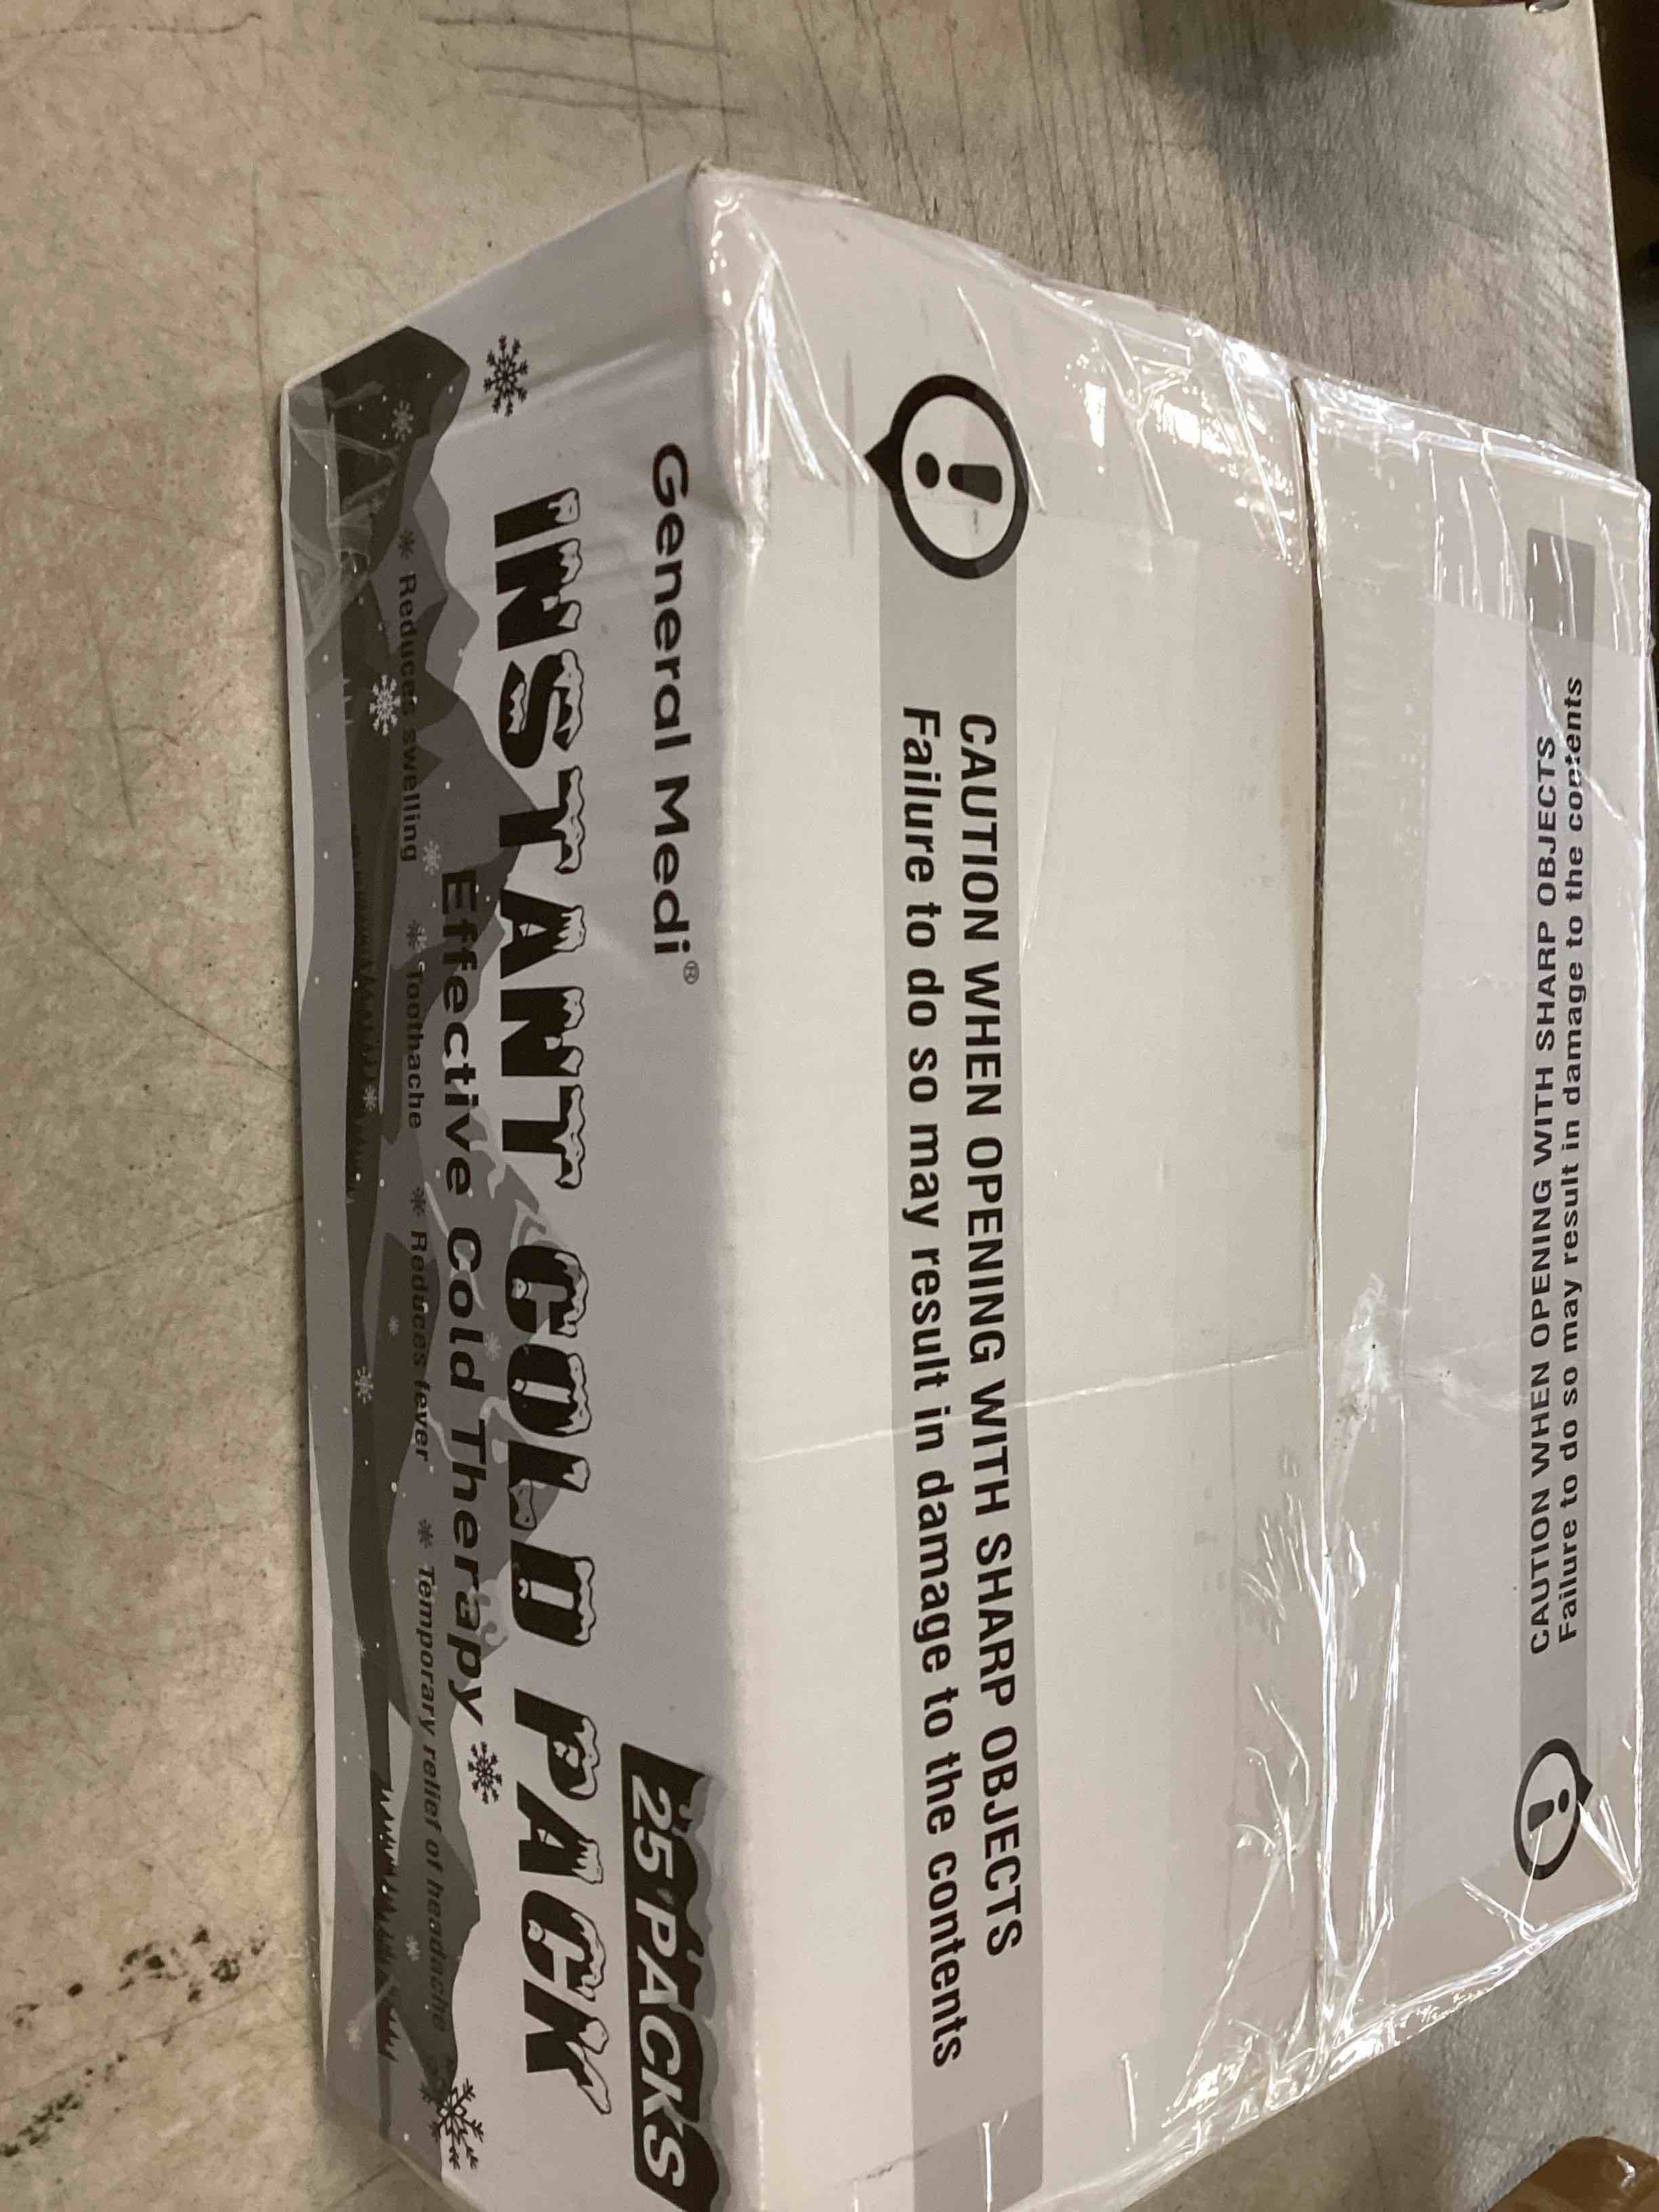 General Medi®
25 PACKS
INSTANT COLD PACK
Effective Cold Therapy
Reduces swelling Toothache Reduces fever Temporary relief of headache
CAUTION WHEN OPENING WITH SHARP OBJECTS
Failure to do so may result in damage to the contents
CAUTION WHEN OPENING WITH SHARP OBJECTS
Failure to do so may result in damage to the contents